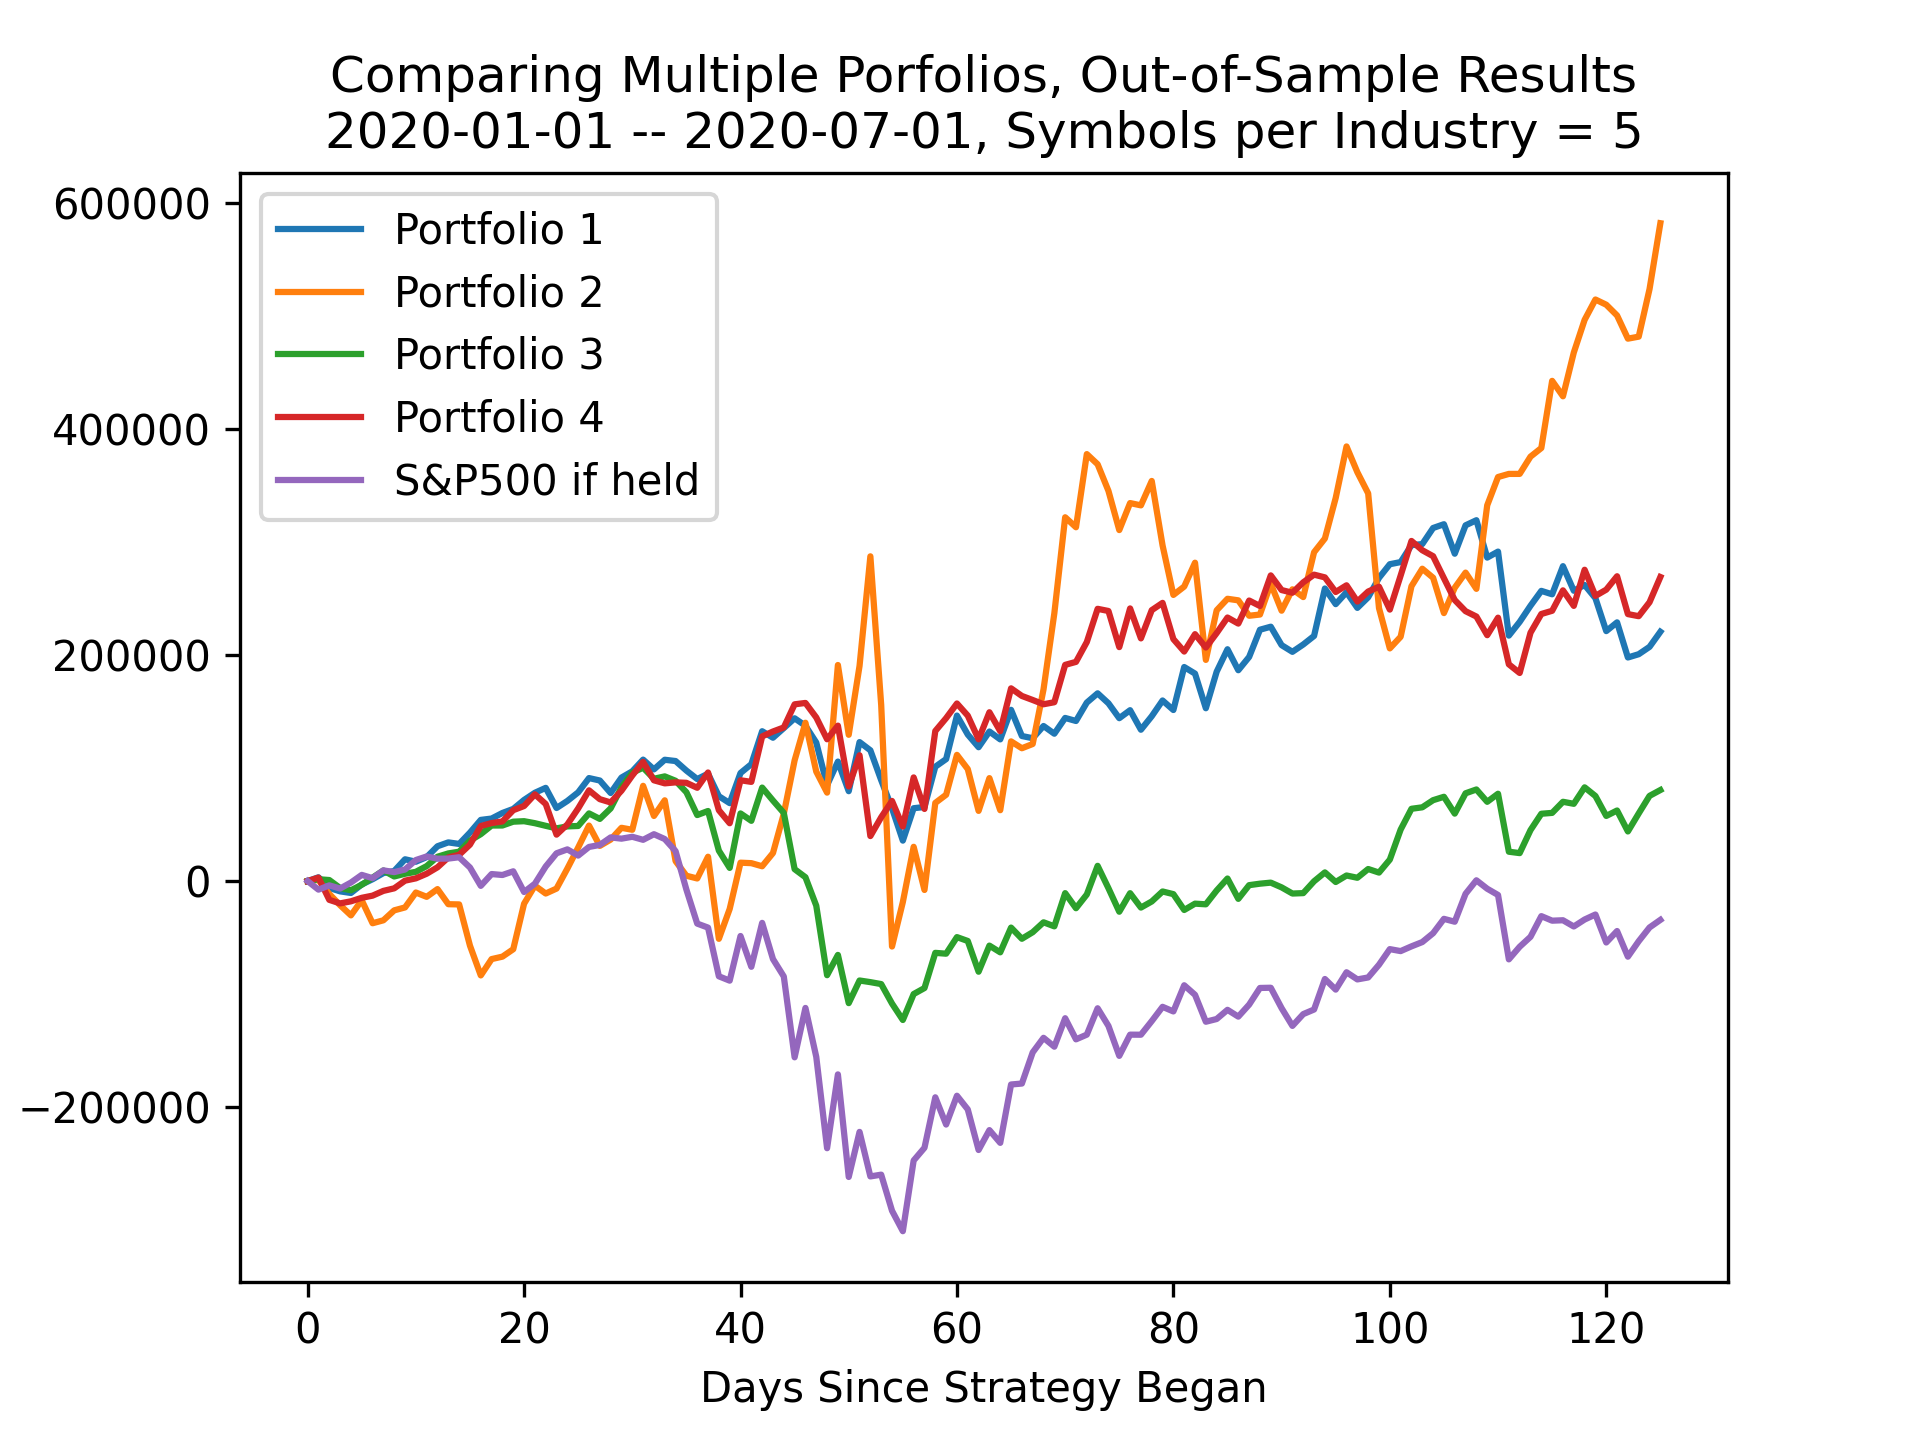 Comparing Multiple Porfolios, Out-of-Sample Results
2020-01-01 -- 2020-07-01, Symbols per Industry = 5
600000
400000
200000
0
−200000
Portfolio 1
Portfolio 2
Portfolio 3
Portfolio 4
S&P500 if held
0 20 40 60 80 100 120
Days Since Strategy Began